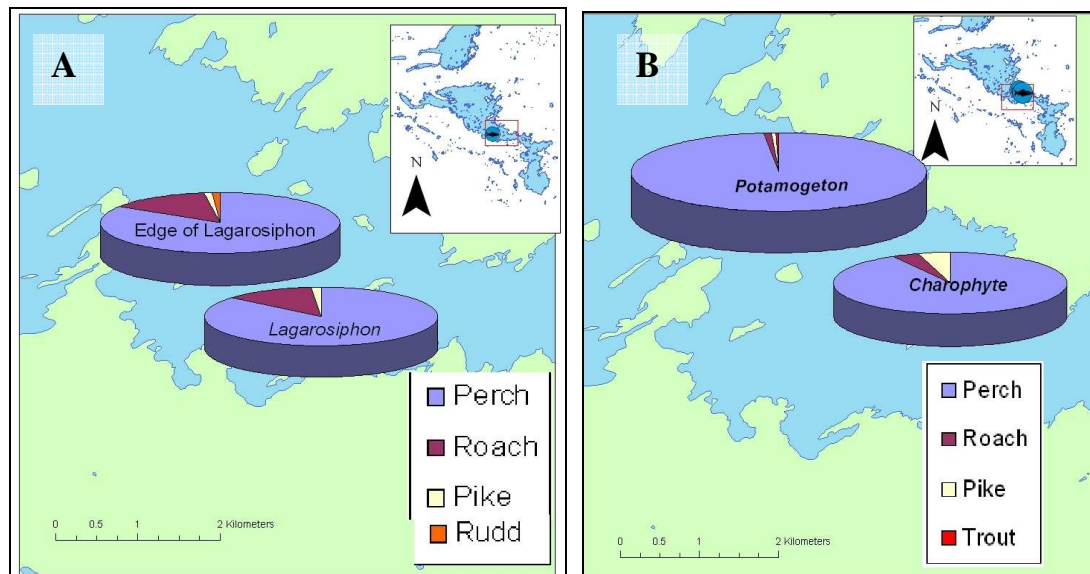 A
N
Edge of Lagarosiphon
Lagarosiphon
Perch
Roach
Pike
Rudd
0 0.5 1 2 Kilometers
B
N
Potamogeton
Charophyte
Perch
Roach
Pike
Trout
0 0.5 1 2 Kilometers